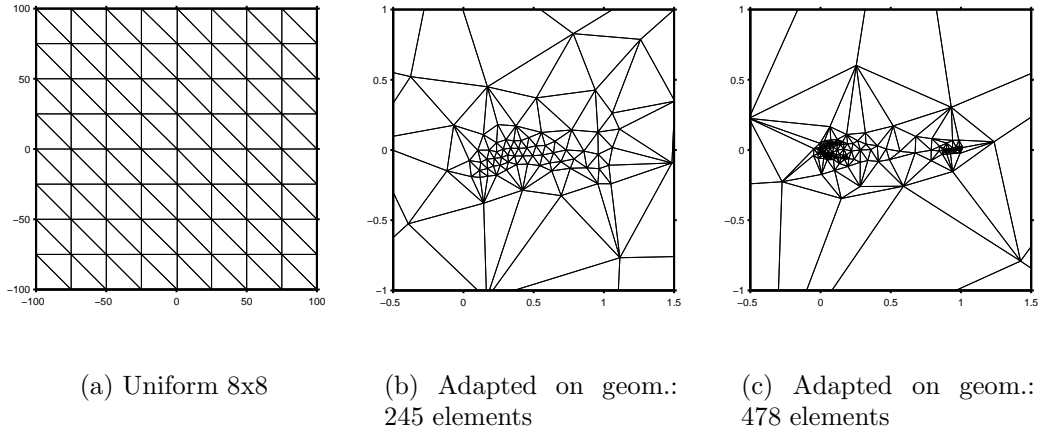 100
50
0
−50
−100
−100 −50 0 50 100
1
0.5
0
−0.5
−1
−0.5 0 0.5 1 1.5
1
0.5
0
−0.5
−1
−0.5 0 0.5 1 1.5
(a) Uniform 8x8
(b) Adapted on geom.:
245 elements
(c) Adapted on geom.:
478 elements